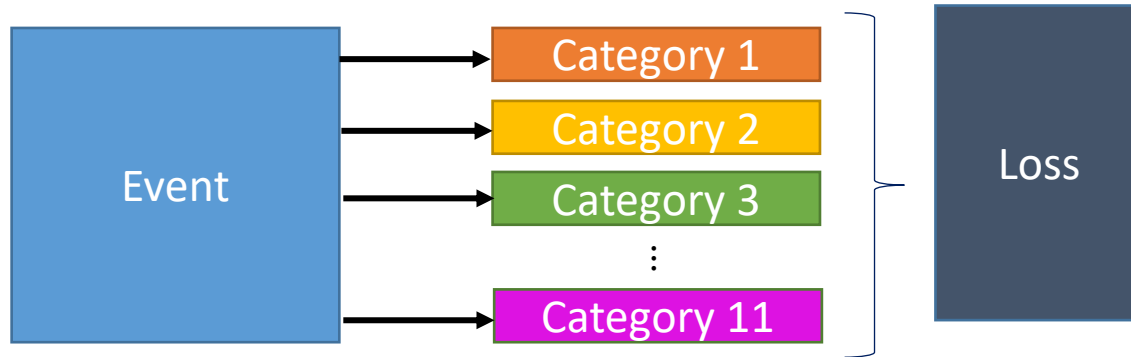 Event
Category 1
Category 2
Category 3
⋮
Category 11
Loss